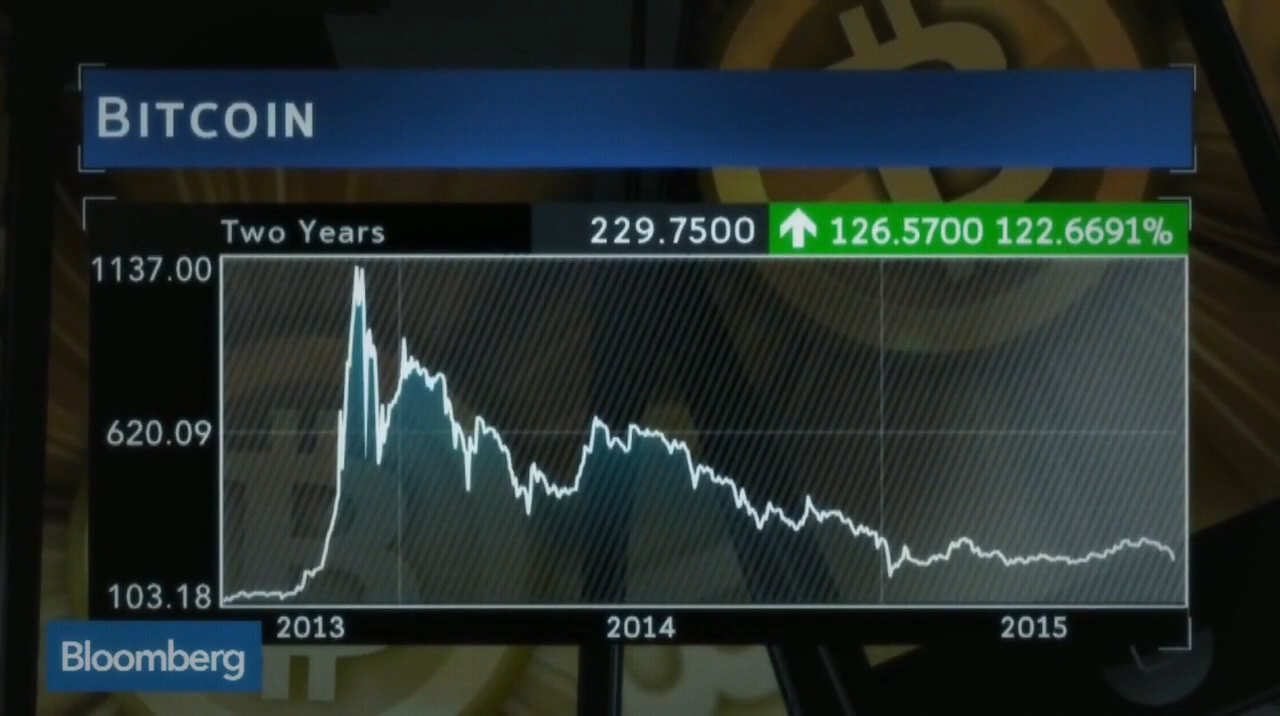 BITCOIN
Two Years 229.7500 126.5700 122.6691%
1137.00
620.09
103.18
2013 2014 2015
Bloomberg